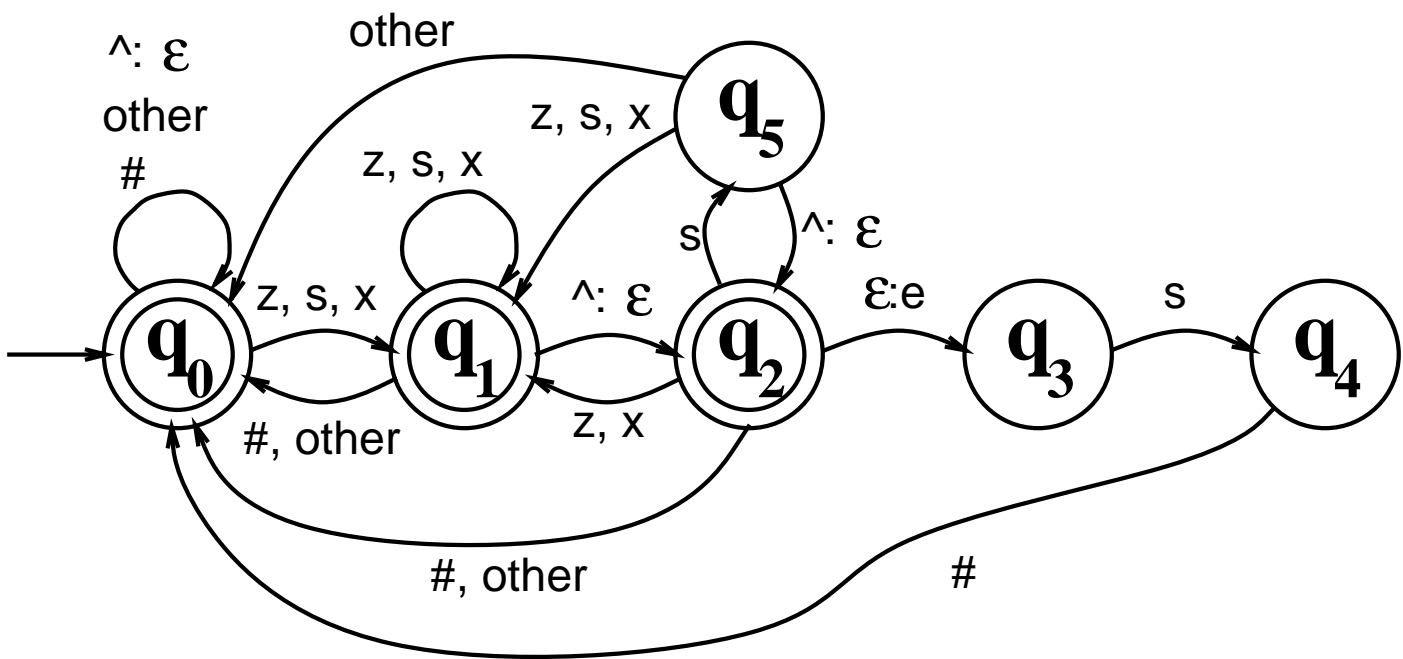 other
^: ε
other
#
z, s, x
z, s, x
q5
s
^: ε
z, s, x
^: ε
ε:e
s
q0
q1
q2
q3
q4
#, other
z, x
#, other
#